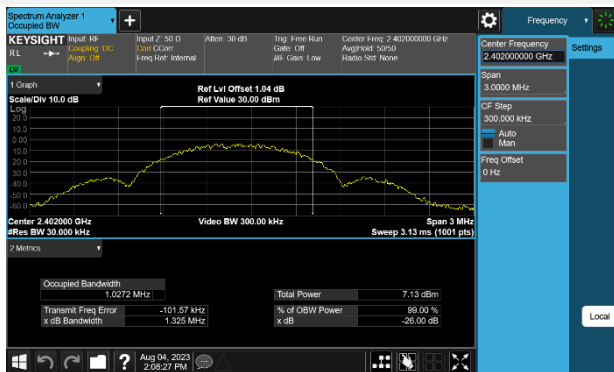 Spectrum Analyzer 1
Occupied BW
Frequency
KEYSIGHT
RL
Input: RF
Coupling: DC
Align: Off
Input Z: 50 Ω
Corr CCorr
Freq Ref: Internal
Atten: 30 dB
Trig: Free Run
Gate: Off
#IF Gain: Low
Center Freq: 2.402000000 GHz
Avg|Hold: 50/50
Radio Std: None
Center Frequency
2.402000000 GHz
Settings
Span
3.0000 MHz
CF Step
300.000 kHz
Auto
Man
Freq Offset
0 Hz
Local
1 Graph
Scale/Div 10.0 dB
Ref Lvl Offset 1.04 dB
Ref Value 30.00 dBm
Log
20.0
10.0
0.00
-10.0
-20.0
-30.0
-40.0
-50.0
-60.0
Center 2.402000 GHz
#Res BW 30.000 kHz
Video BW 300.00 kHz
Span 3 MHz
Sweep 3.13 ms (1001 pts)
2 Metrics
Occupied Bandwidth
1.0272 MHz
Total Power 7.13 dBm
Transmit Freq Error -101.57 kHz
% of OBW Power 99.00 %
x dB Bandwidth 1.325 MHz
x dB -26.00 dB
?
Aug 04, 2023
2:08:27 PM